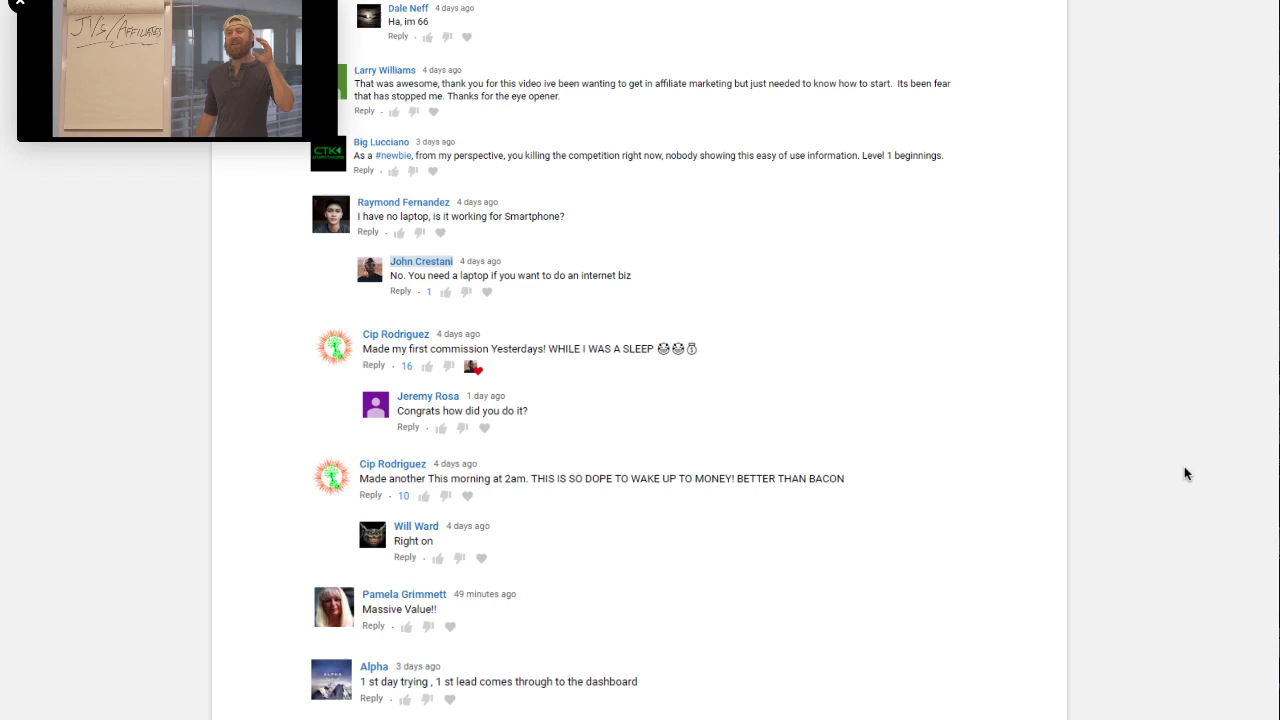 JVs/AFFILIATES
Dale Neff 4 days ago
Ha, im 66
Reply
Larry Williams 4 days ago
That was awesome, thank you for this video ive been wanting to get in affiliate marketing but just needed to know how to start. Its been fear
that has stopped me. Thanks for the eye opener.
Reply
CTK
Big Lucciano 3 days ago
As a #newbie, from my perspective, you killing the competition right now, nobody showing this easy of use information. Level 1 beginnings.
Reply
Raymond Fernandez 4 days ago
I have no laptop, is it working for Smartphone?
Reply
John Crestani 4 days ago
No. You need a laptop if you want to do an internet biz
Reply 1
Cip Rodriguez 4 days ago
Made my first commission Yesterdays! WHILE I WAS A SLEEP
Reply 16
Jeremy Rosa 1 day ago
Congrats how did you do it?
Reply
Cip Rodriguez 4 days ago
Made another This morning at 2am. THIS IS SO DOPE TO WAKE UP TO MONEY! BETTER THAN BACON
Reply 10
Will Ward 4 days ago
Right on
Reply
Pamela Grimmett 49 minutes ago
Massive Value!!
Reply
ALPHA
Alpha 3 days ago
1 st day trying , 1 st lead comes through to the dashboard
Reply